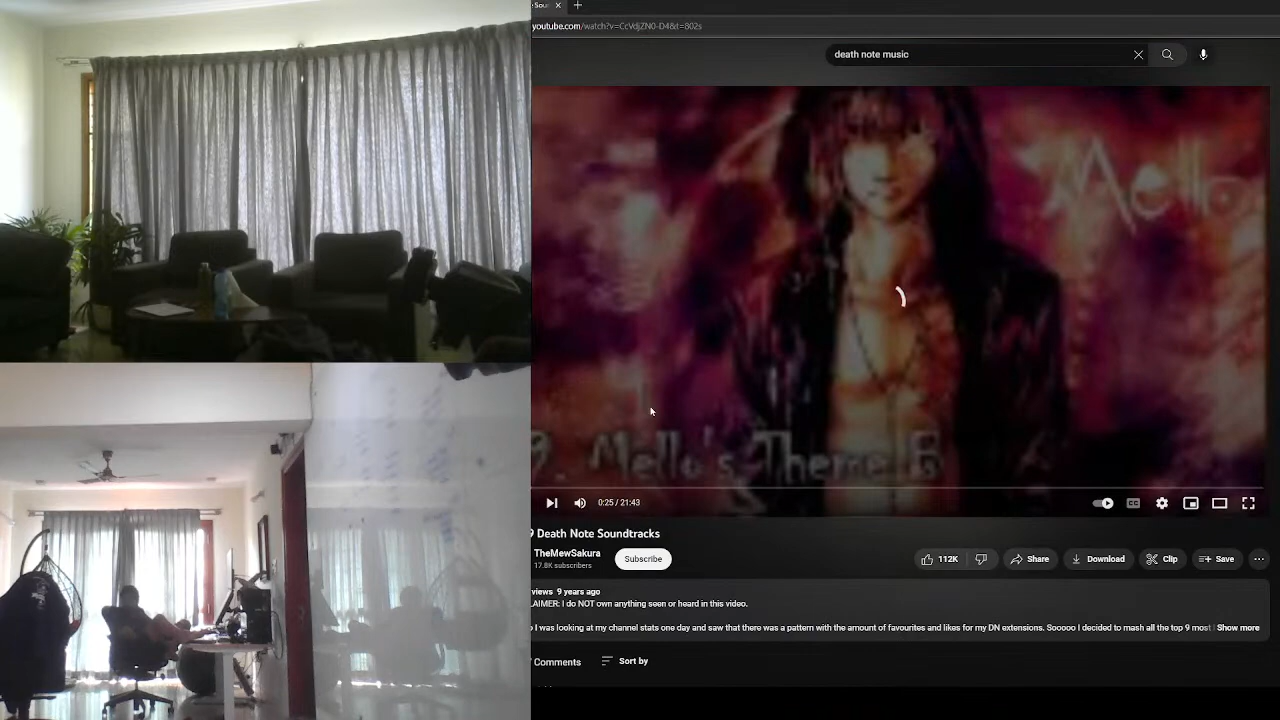 Sour
youtube.com/watch?v=CcVdjZN0-D4&t=802s
death note music
Mello
9. Mello's Theme B
0:25 / 21:43
9 Death Note Soundtracks
TheMewSakura
17.8K subscribers
Subscribe
112K
Share
Download
Clip
Save
views 9 years ago
LAIMER: I do NOT own anything seen or heard in this video.
o I was looking at my channel stats one day and saw that there was a pattern with the amount of favourites and likes for my DN extensions. Sooooo I decided to mash all the top 9 most Show more
Comments
Sort by